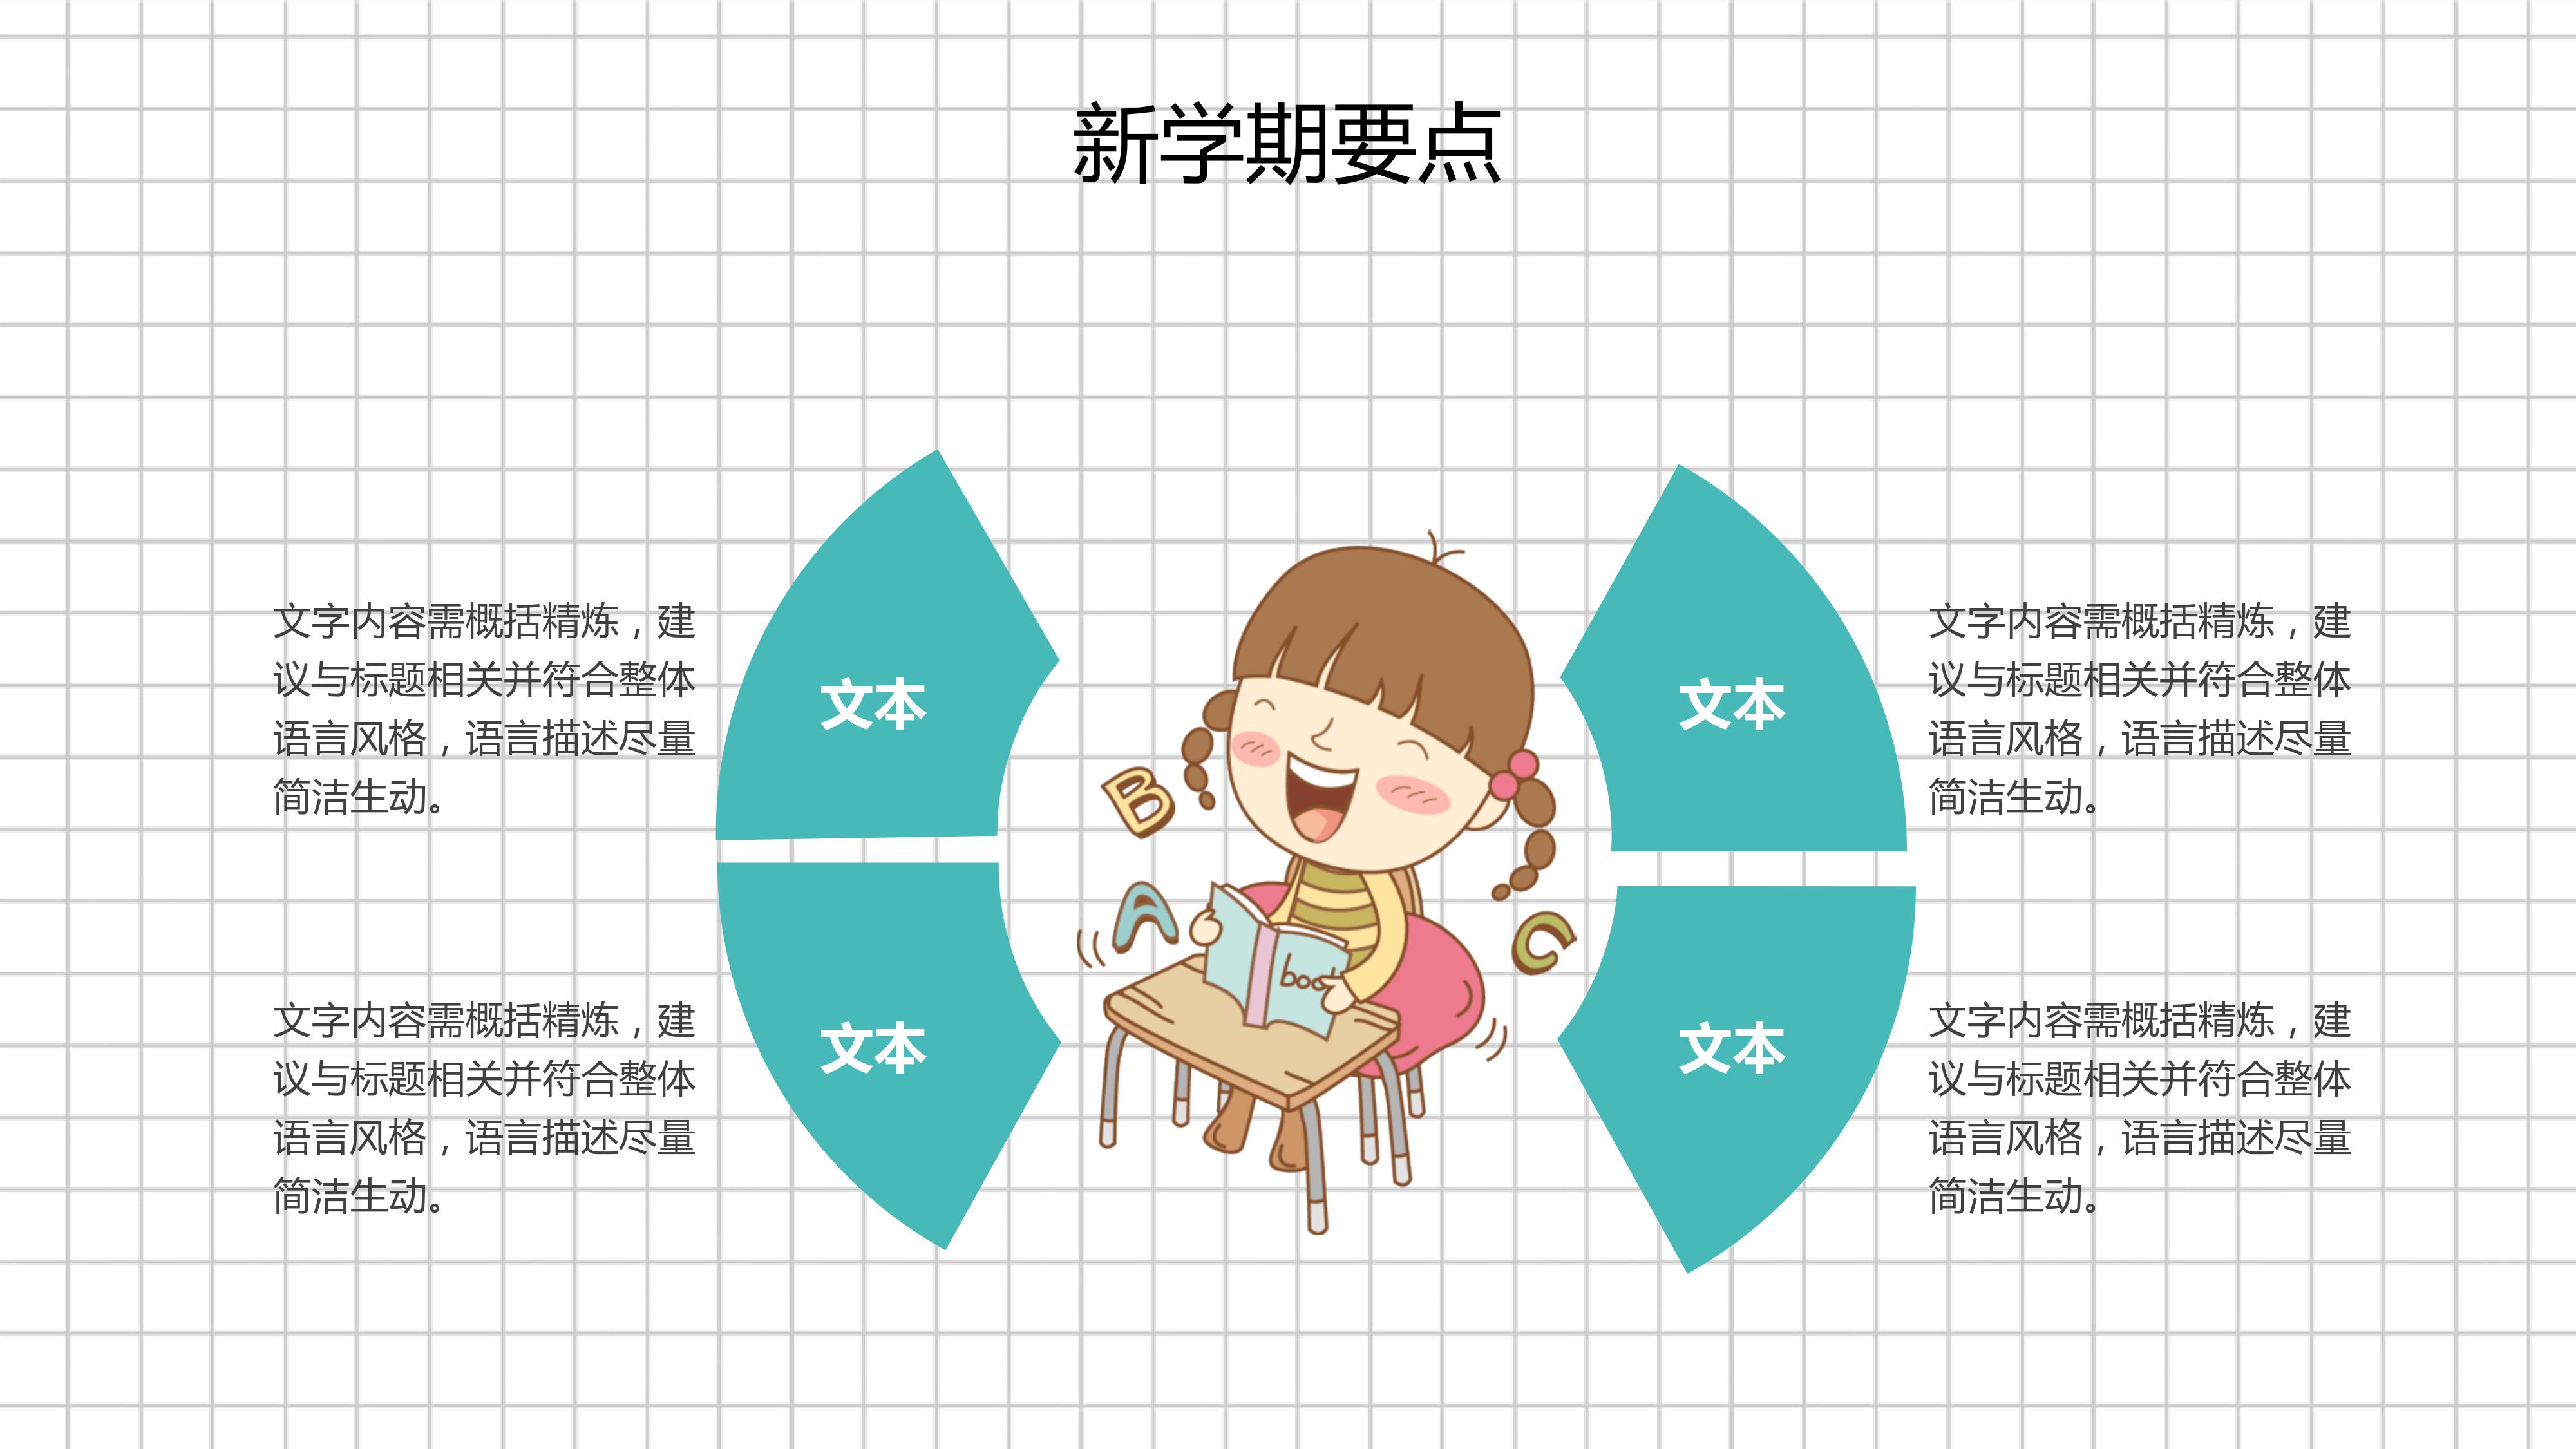 新学期要点
文字内容需概括精炼，建
议与标题相关并符合整体
语言风格，语言描述尽量
简洁生动。
文本
文本
文字内容需概括精炼，建
议与标题相关并符合整体
语言风格，语言描述尽量
简洁生动。
B
A
book
C
文字内容需概括精炼，建
议与标题相关并符合整体
语言风格，语言描述尽量
简洁生动。
文本
文本
文字内容需概括精炼，建
议与标题相关并符合整体
语言风格，语言描述尽量
简洁生动。